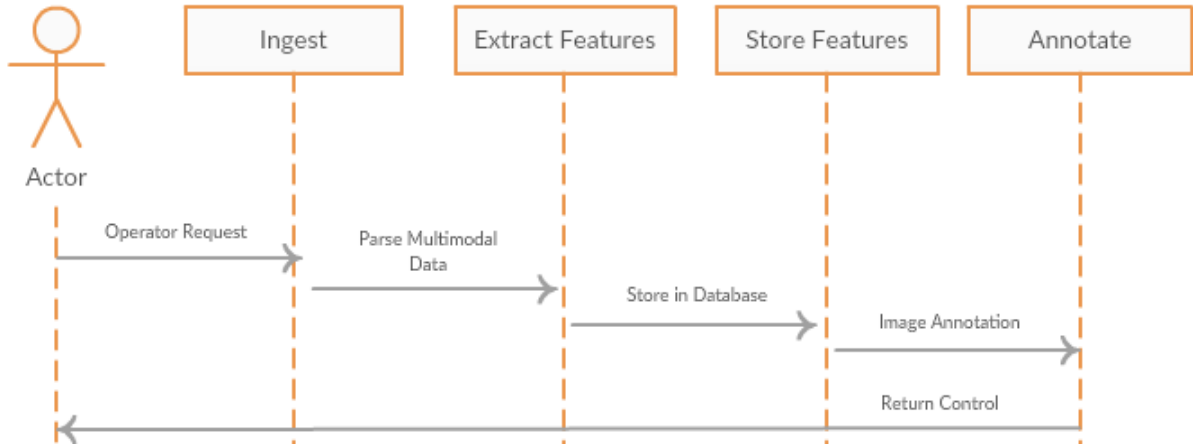 Ingest
Extract Features
Store Features
Annotate
Actor
Operator Request
Parse Multimodal
Data
Store in Database
Image Annotation
Return Control